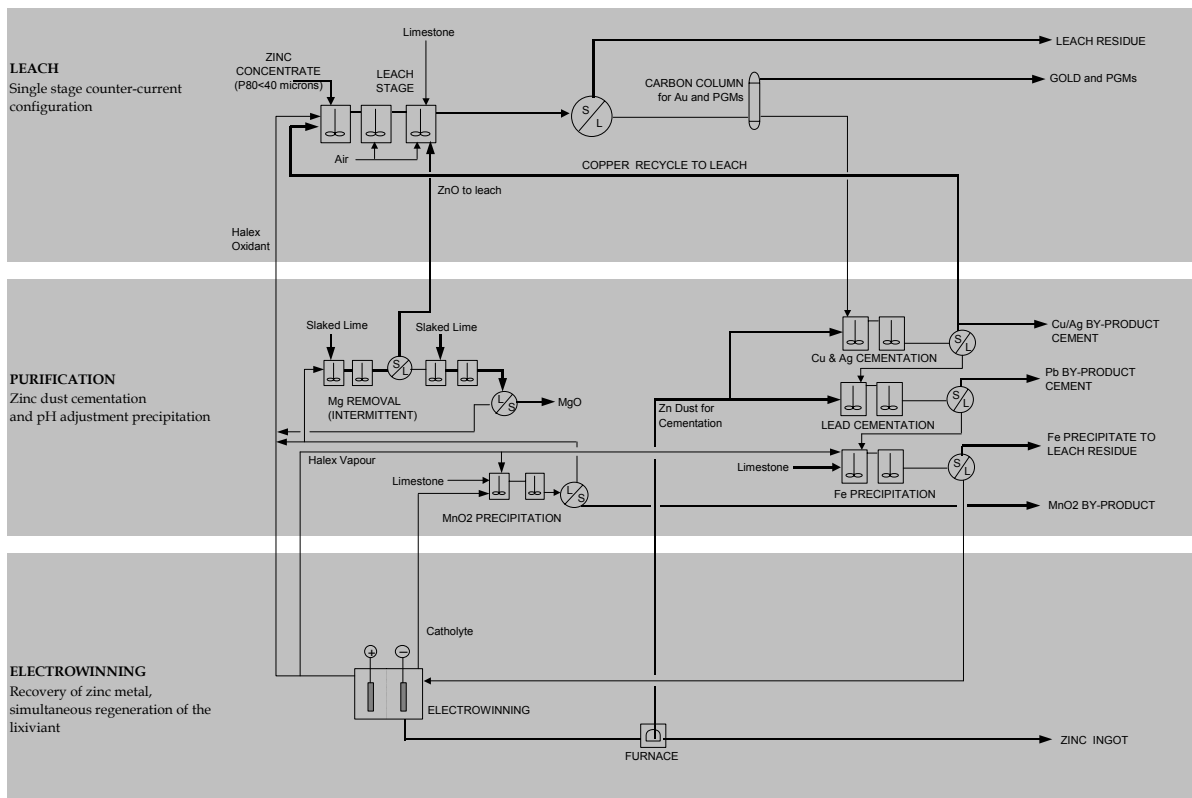 LEACH
Single stage counter-current
configuration
ZINC
CONCENTRATE
(P80<40 microns)
LEACH
STAGE
Limestone
Air
S
L
CARBON COLUMN
for Au and PGMs
LEACH RESIDUE
GOLD and PGMs
COPPER RECYCLE TO LEACH
ZnO to leach
Halex
Oxidant
PURIFICATION
Zinc dust cementation
and pH adjustment precipitation
Slaked Lime
Slaked Lime
S
L
Mg REMOVAL
(INTERMITTENT)
L
S
MgO
Halex Vapour
Limestone
MnO2 PRECIPITATION
L
S
Zn Dust for
Cementation
Cu & Ag CEMENTATION
S
L
Cu/Ag BY-PRODUCT
CEMENT
LEAD CEMENTATION
S
L
Pb BY-PRODUCT
CEMENT
Limestone
Fe PRECIPITATION
S
L
Fe PRECIPITATE TO
LEACH RESIDUE
MnO2 BY-PRODUCT
ELECTROWINNING
Recovery of zinc metal,
simultaneous regeneration of the
lixiviant
Catholyte
+
−
ELECTROWINNING
FURNACE
ZINC INGOT